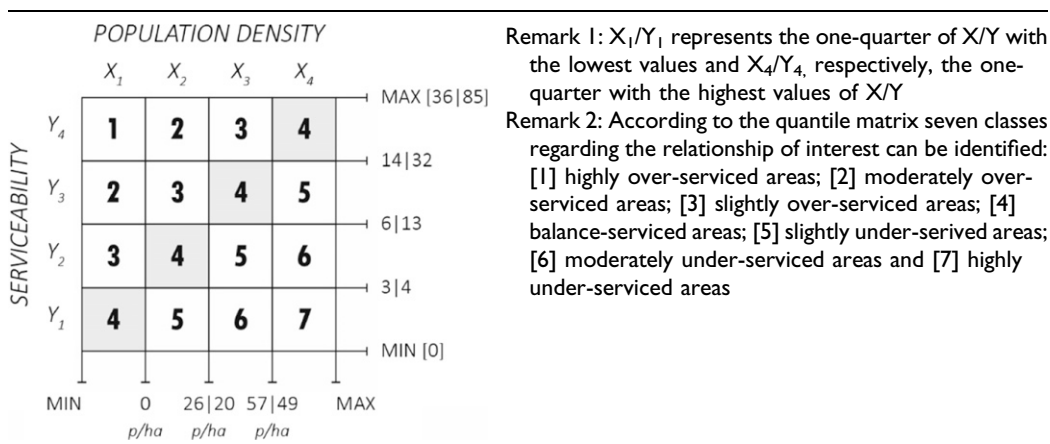 POPULATION DENSITY
X1 X2 X3 X4
SERVICEABILITY
Y4 1 2 3 4 MAX [36|85]
14|32
Y3 2 3 4 5
6|13
Y2 3 4 5 6
3|4
Y1 4 5 6 7
MIN [0]
MIN 0 26|20 57|49 MAX
p/ha p/ha p/ha
Remark 1: X1/Y1 represents the one-quarter of X/Y with
the lowest values and X4/Y4, respectively, the one-
quarter with the highest values of X/Y
Remark 2: According to the quantile matrix seven classes
regarding the relationship of interest can be identified:
[1] highly over-serviced areas; [2] moderately over-
serviced areas; [3] slightly over-serviced areas; [4]
balance-serviced areas; [5] slightly under-serived areas;
[6] moderately under-serviced areas and [7] highly
under-serviced areas